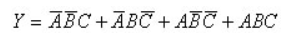 Y = A̅B̅C + A̅BC̅ + AB̅C̅ + ABC